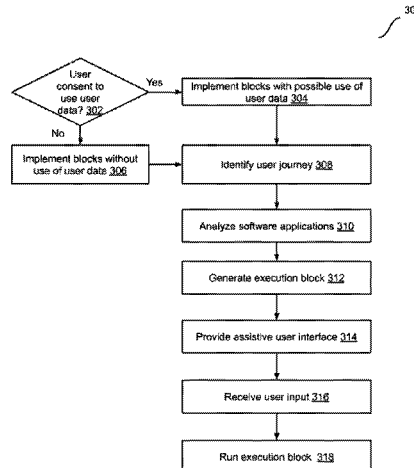 30
User
consent to
use user
data? 302
Yes
Implement blocks with possible use of
user data 304
No
Implement blocks without
use of user data 306
Identify user journey 308
Analyze software applications 310
Generate execution block 312
Provide assistive user interface 314
Receive user input 316
Run execution block 318